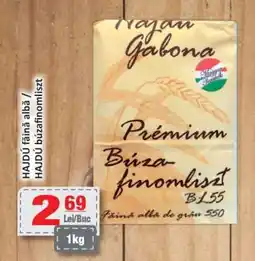 HAJDÚ făină albă /
HAJDÚ búzafinomliszt
Hajdú
Gabona
Prémium
Búza-
finomliszt
BL55
Făină albă de grâu 550
2 69
Lei/Buc
1kg